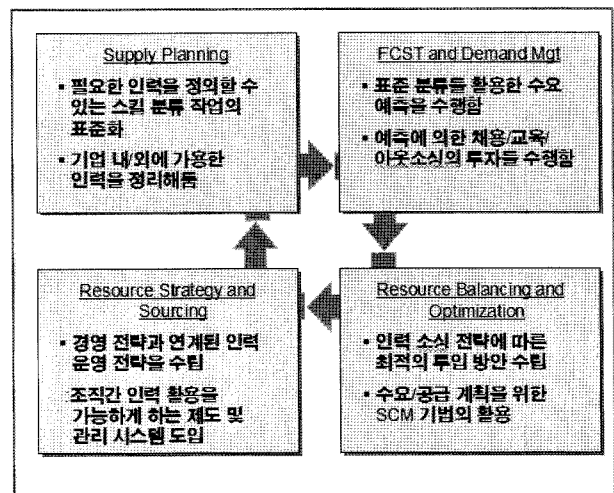 Supply Planning
▪ 필요한 인력을 정의할 수
있는 스킬 분류 작업의
표준화
▪ 기업 내/외에 가용한
인력을 정리해둠
FCST and Demand Mgt
▪ 표준 분류를 활용한 수요
예측을 수행함
▪ 예측에 의한 채용/교육/
아웃소싱의 투자를 수행함
Resource Strategy and
Sourcing
▪ 경영 전략과 연계된 인력
운영 전략을 수립
조직간 인력 활용을
가능하게 하는 제도 및
관리 시스템 도입
Resource Balancing and
Optimization
▪ 인력 소싱 전략에 따른
최적의 투입 방안 수립
▪ 수요/공급 계획을 위한
SCM 기법의 활용